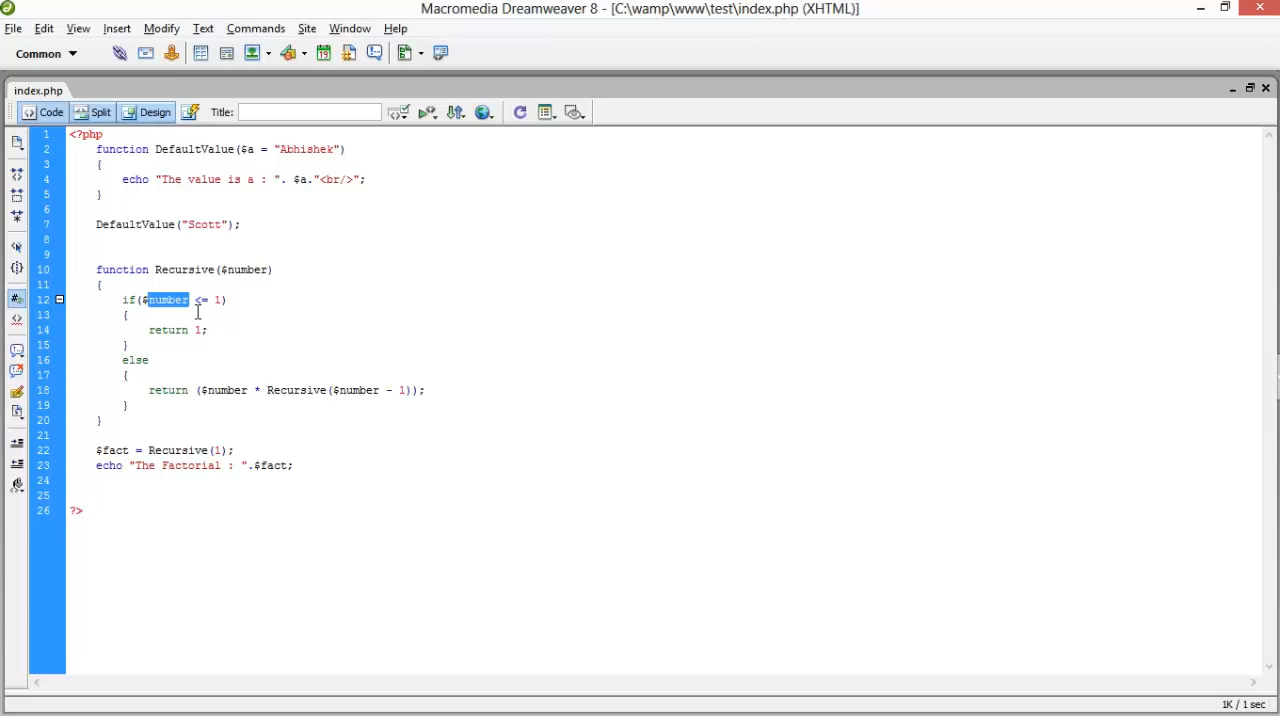 Macromedia Dreamweaver 8 - [C:\wamp\www\test\index.php (XHTML)]
File Edit View Insert Modify Text Commands Site Window Help
Common
index.php
Code Split Design Title:
1 <?php
2 function DefaultValue($a = "Abhishek")
3 {
4 echo "The value is a : ". $a."<br/>";
5 }
6
7 DefaultValue("Scott");
8
9
10 function Recursive($number)
11 {
12 if($number <= 1)
13 {
14 return 1;
15 }
16 else
17 {
18 return ($number * Recursive($number - 1));
19 }
20 }
21
22 $fact = Recursive(1);
23 echo "The Factorial : ".$fact;
24
25
26 ?>
1K / 1 sec